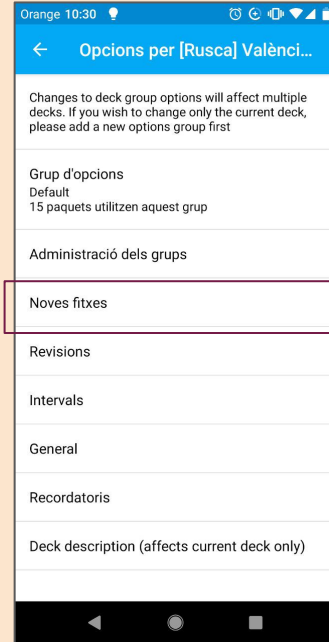 Orange 10:30
Opcions per [Rusca] Valènci...
Changes to deck group options will affect multiple
decks. If you wish to change only the current deck,
please add a new options group first
Grup d'opcions
Default
15 paquets utilitzen aquest grup
Administració dels grups
Noves fitxes
Revisions
Intervals
General
Recordatoris
Deck description (affects current deck only)